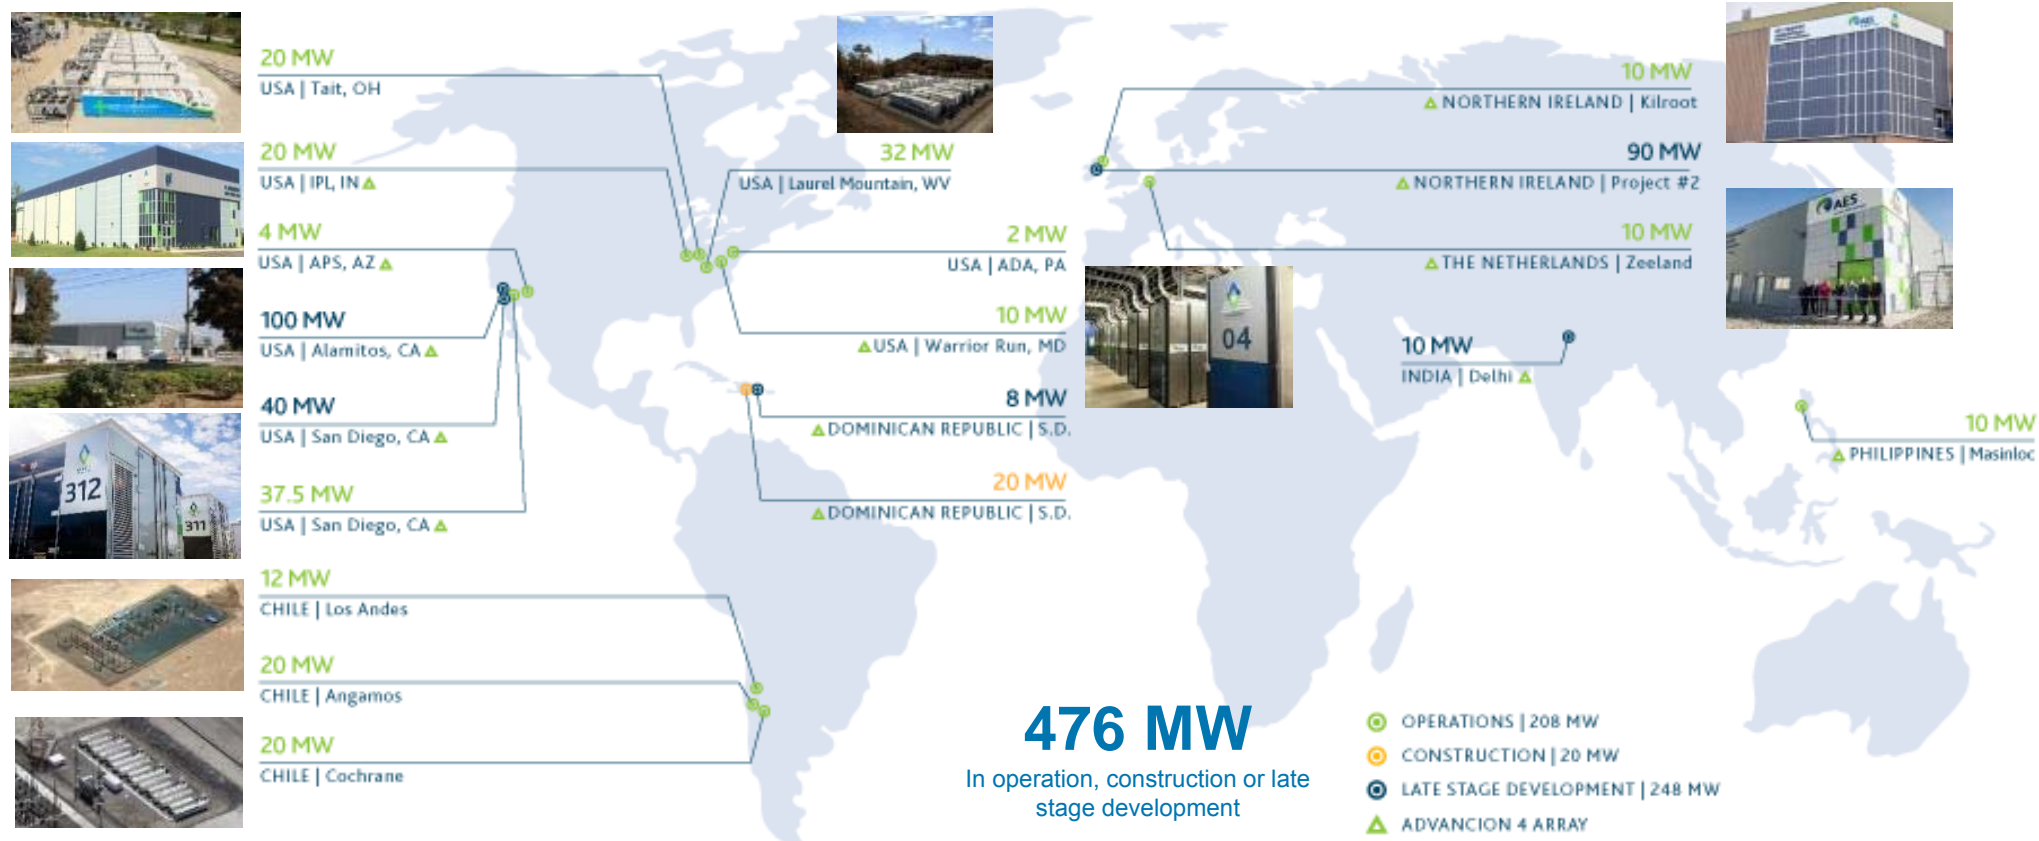 20 MW
USA | Tait, OH
20 MW
USA | IPL, IN
4 MW
USA | APS, AZ
100 MW
USA | Alamitos, CA
40 MW
USA | San Diego, CA
37.5 MW
USA | San Diego, CA
12 MW
CHILE | Los Andes
20 MW
CHILE | Angamos
20 MW
CHILE | Cochrane
312
311
32 MW
USA | Laurel Mountain, WV
2 MW
USA | ADA, PA
10 MW
USA | Warrior Run, MD
8 MW
DOMINICAN REPUBLIC | S.D.
20 MW
DOMINICAN REPUBLIC | S.D.
04
10 MW
NORTHERN IRELAND | Kilroot
90 MW
NORTHERN IRELAND | Project #2
10 MW
THE NETHERLANDS | Zeeland
AES
AES
10 MW
INDIA | Delhi
10 MW
PHILIPPINES | Masinloc
476 MW
In operation, construction or late
stage development
OPERATIONS | 208 MW
CONSTRUCTION | 20 MW
LATE STAGE DEVELOPMENT | 248 MW
ADVANCION 4 ARRAY